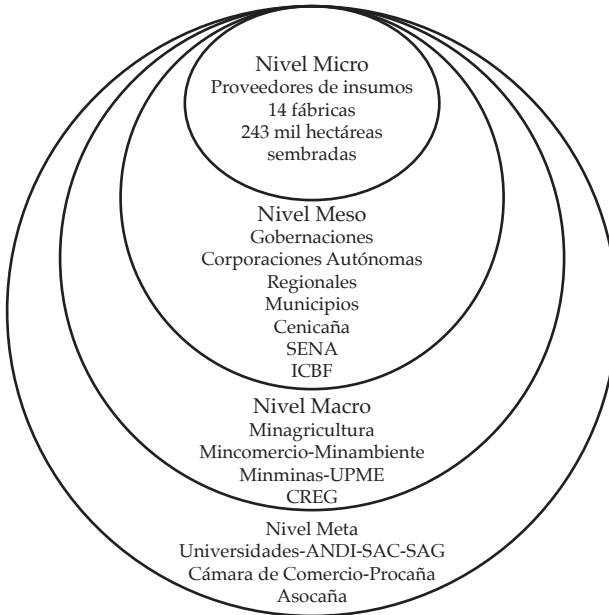 Nivel Micro
Proveedores de insumos
14 fábricas
243 mil hectáreas
sembradas
Nivel Meso
Gobernaciones
Corporaciones Autónomas
Regionales
Municipios
Cenicaña
SENA
ICBF
Nivel Macro
Minagricultura
Mincomercio-Minambiente
Minminas-UPME
CREG
Nivel Meta
Universidades-ANDI-SAC-SAG
Cámara de Comercio-Procaña
Asocaña